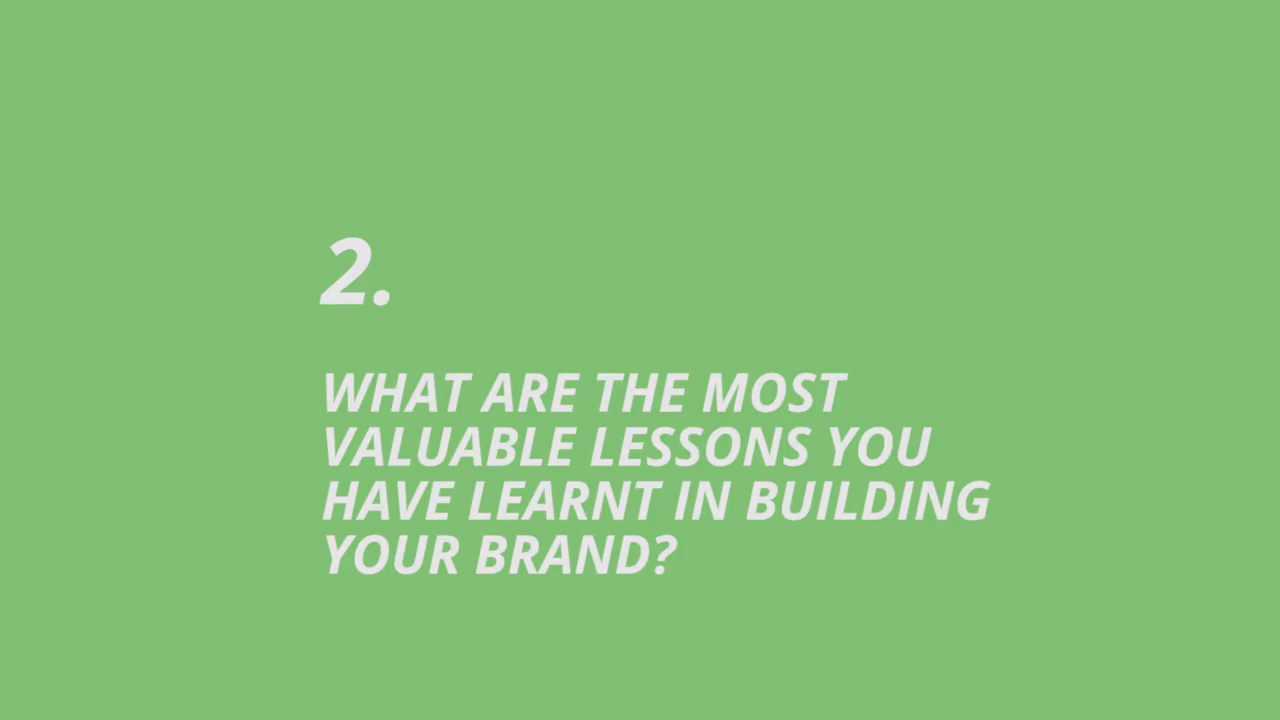 2.
WHAT ARE THE MOST
VALUABLE LESSONS YOU
HAVE LEARNT IN BUILDING
YOUR BRAND?